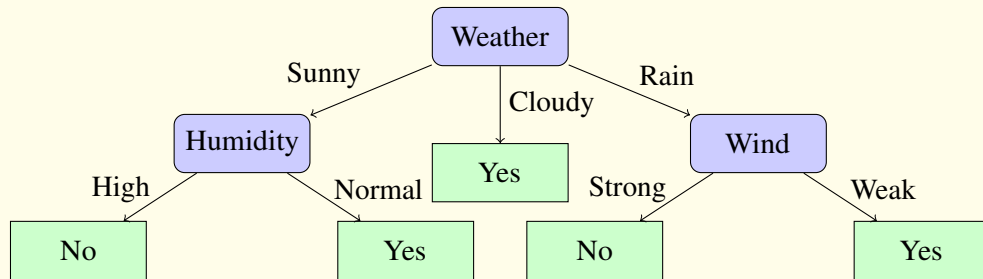 Weather
Sunny
Cloudy
Rain
Humidity
Yes
Wind
High
Normal
Strong
Weak
No
Yes
No
Yes